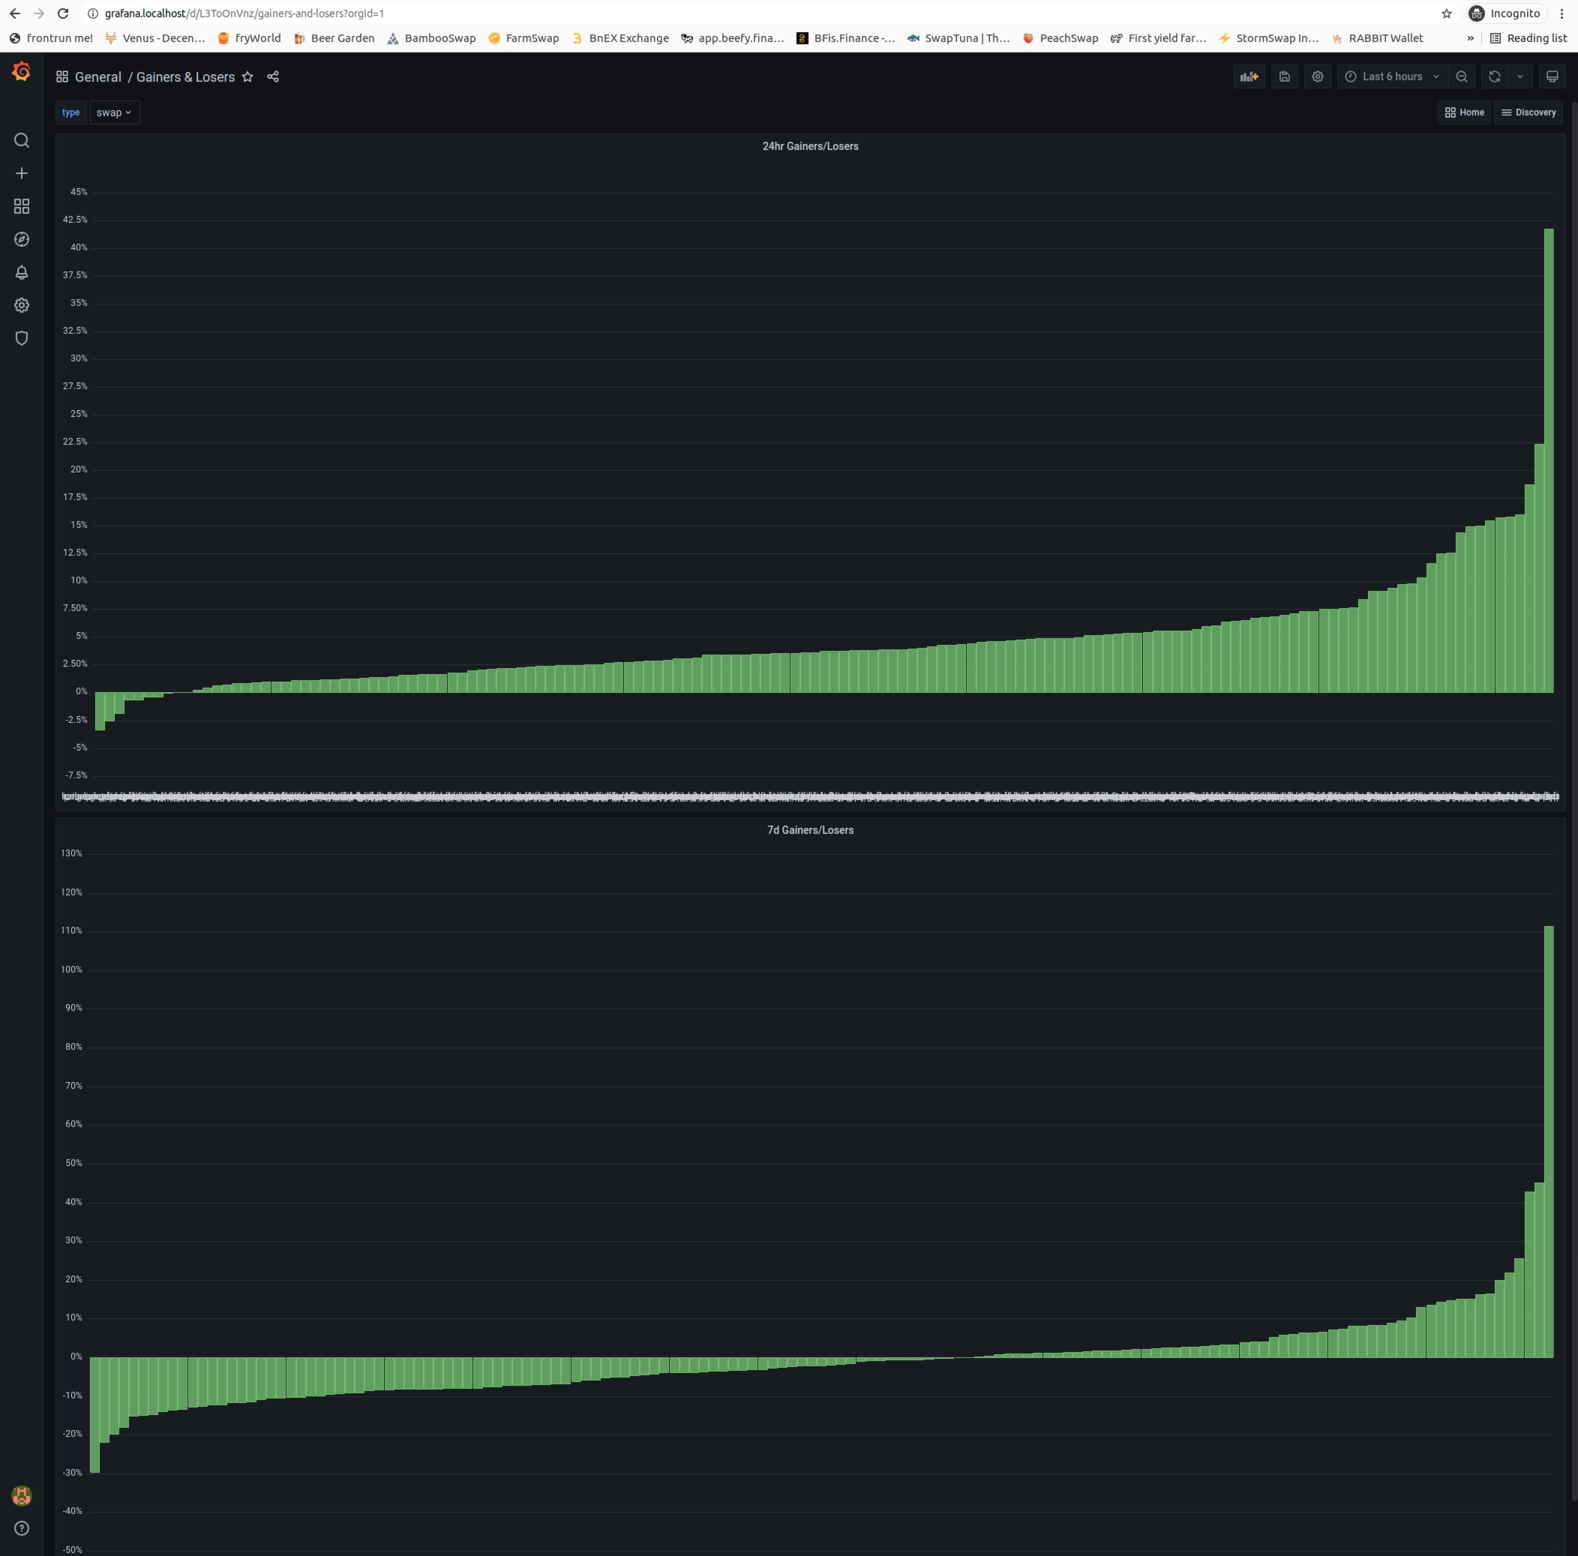 grafana.localhost/d/L3ToOnVnz/gainers-and-losers?orgId=1
Incognito
frontrun me!
Venus - Decen...
fryWorld
Beer Garden
BambooSwap
FarmSwap
BnEX Exchange
app.beefy.fina...
BFis.Finance -...
SwapTuna | Th...
PeachSwap
First yield far...
StormSwap In...
RABBIT Wallet
»
Reading list
General / Gainers & Losers
Last 6 hours
type
swap
Home
Discovery
24hr Gainers/Losers
45%
42.5%
40%
37.5%
35%
32.5%
30%
27.5%
25%
22.5%
20%
17.5%
15%
12.5%
10%
7.50%
5%
2.50%
0%
-2.5%
-5%
-7.5%
7d Gainers/Losers
130%
120%
110%
100%
90%
80%
70%
60%
50%
40%
30%
20%
10%
0%
-10%
-20%
-30%
-40%
-50%